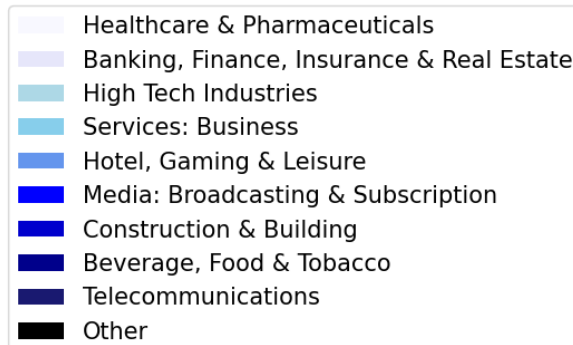 Healthcare & Pharmaceuticals
Banking, Finance, Insurance & Real Estate
High Tech Industries
Services: Business
Hotel, Gaming & Leisure
Media: Broadcasting & Subscription
Construction & Building
Beverage, Food & Tobacco
Telecommunications
Other